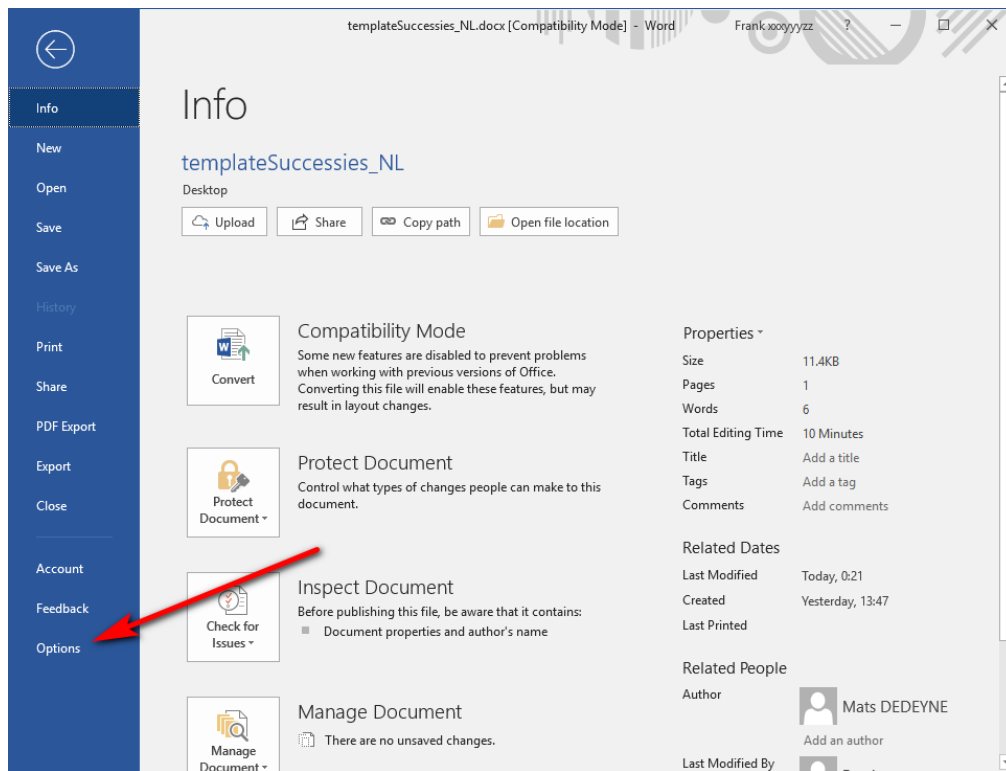 templateSuccessies_NL.docx [Compatibility Mode] - Word
Frank xxxyyyzz ?
Info
New
Open
Save
Save As
History
Print
Share
PDF Export
Export
Close
Account
Feedback
Options
Info
templateSuccessies_NL
Desktop
Upload
Share
Copy path
Open file location
Convert
Compatibility Mode
Some new features are disabled to prevent problems
when working with previous versions of Office.
Converting this file will enable these features, but may
result in layout changes.
Protect
Document
Protect Document
Control what types of changes people can make to this
document.
Check for
Issues
Inspect Document
Before publishing this file, be aware that it contains:
Document properties and author's name
Manage
Document
Manage Document
There are no unsaved changes.
Properties
Size 11.4KB
Pages 1
Words 6
Total Editing Time 10 Minutes
Title Add a title
Tags Add a tag
Comments Add comments
Related Dates
Last Modified Today, 0:21
Created Yesterday, 13:47
Last Printed
Related People
Author Mats DEDEYNE
Add an author
Last Modified By